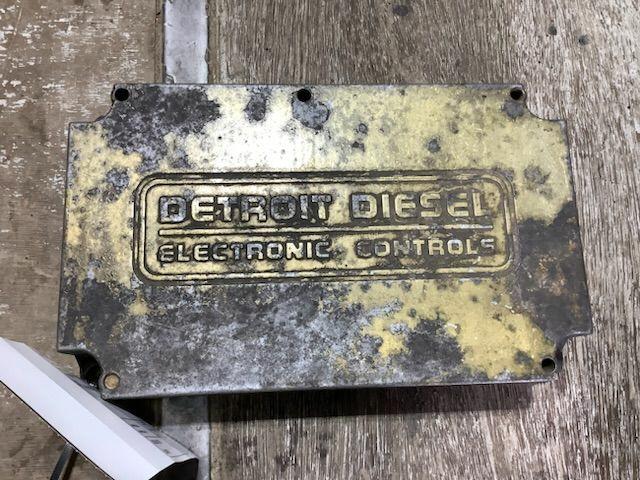 DETROIT DIESEL
ELECTRONIC CONTROLS